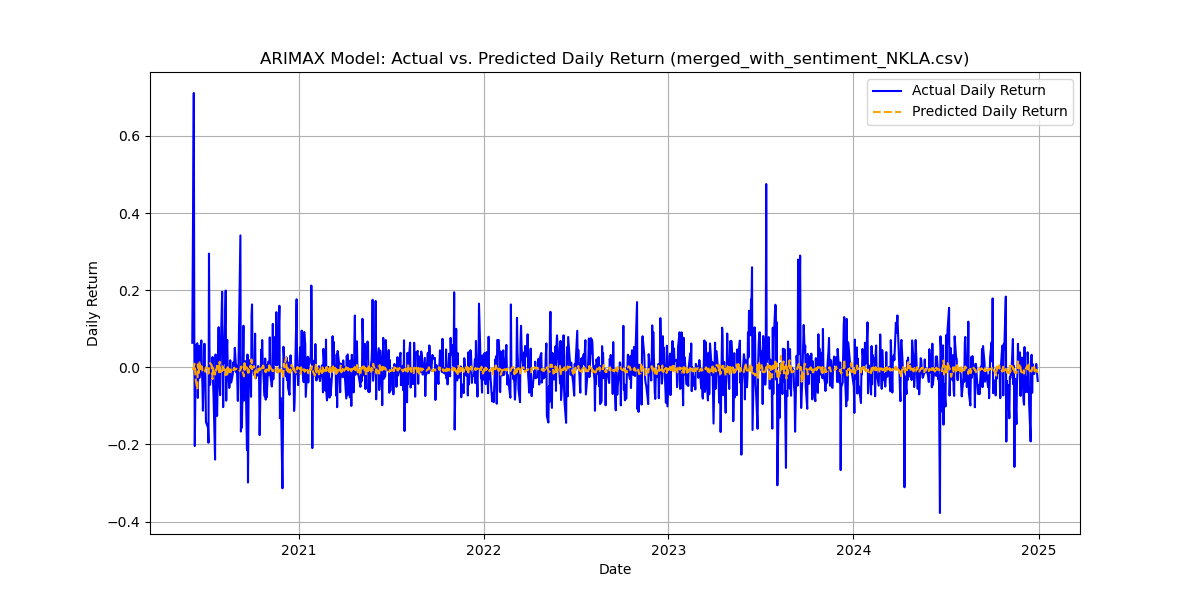 ARIMAX Model: Actual vs. Predicted Daily Return (merged_with_sentiment_NKLA.csv)
Actual Daily Return
Predicted Daily Return
0.6
0.4
0.2
0.0
−0.2
−0.4
Daily Return
2021
2022
2023
2024
2025
Date